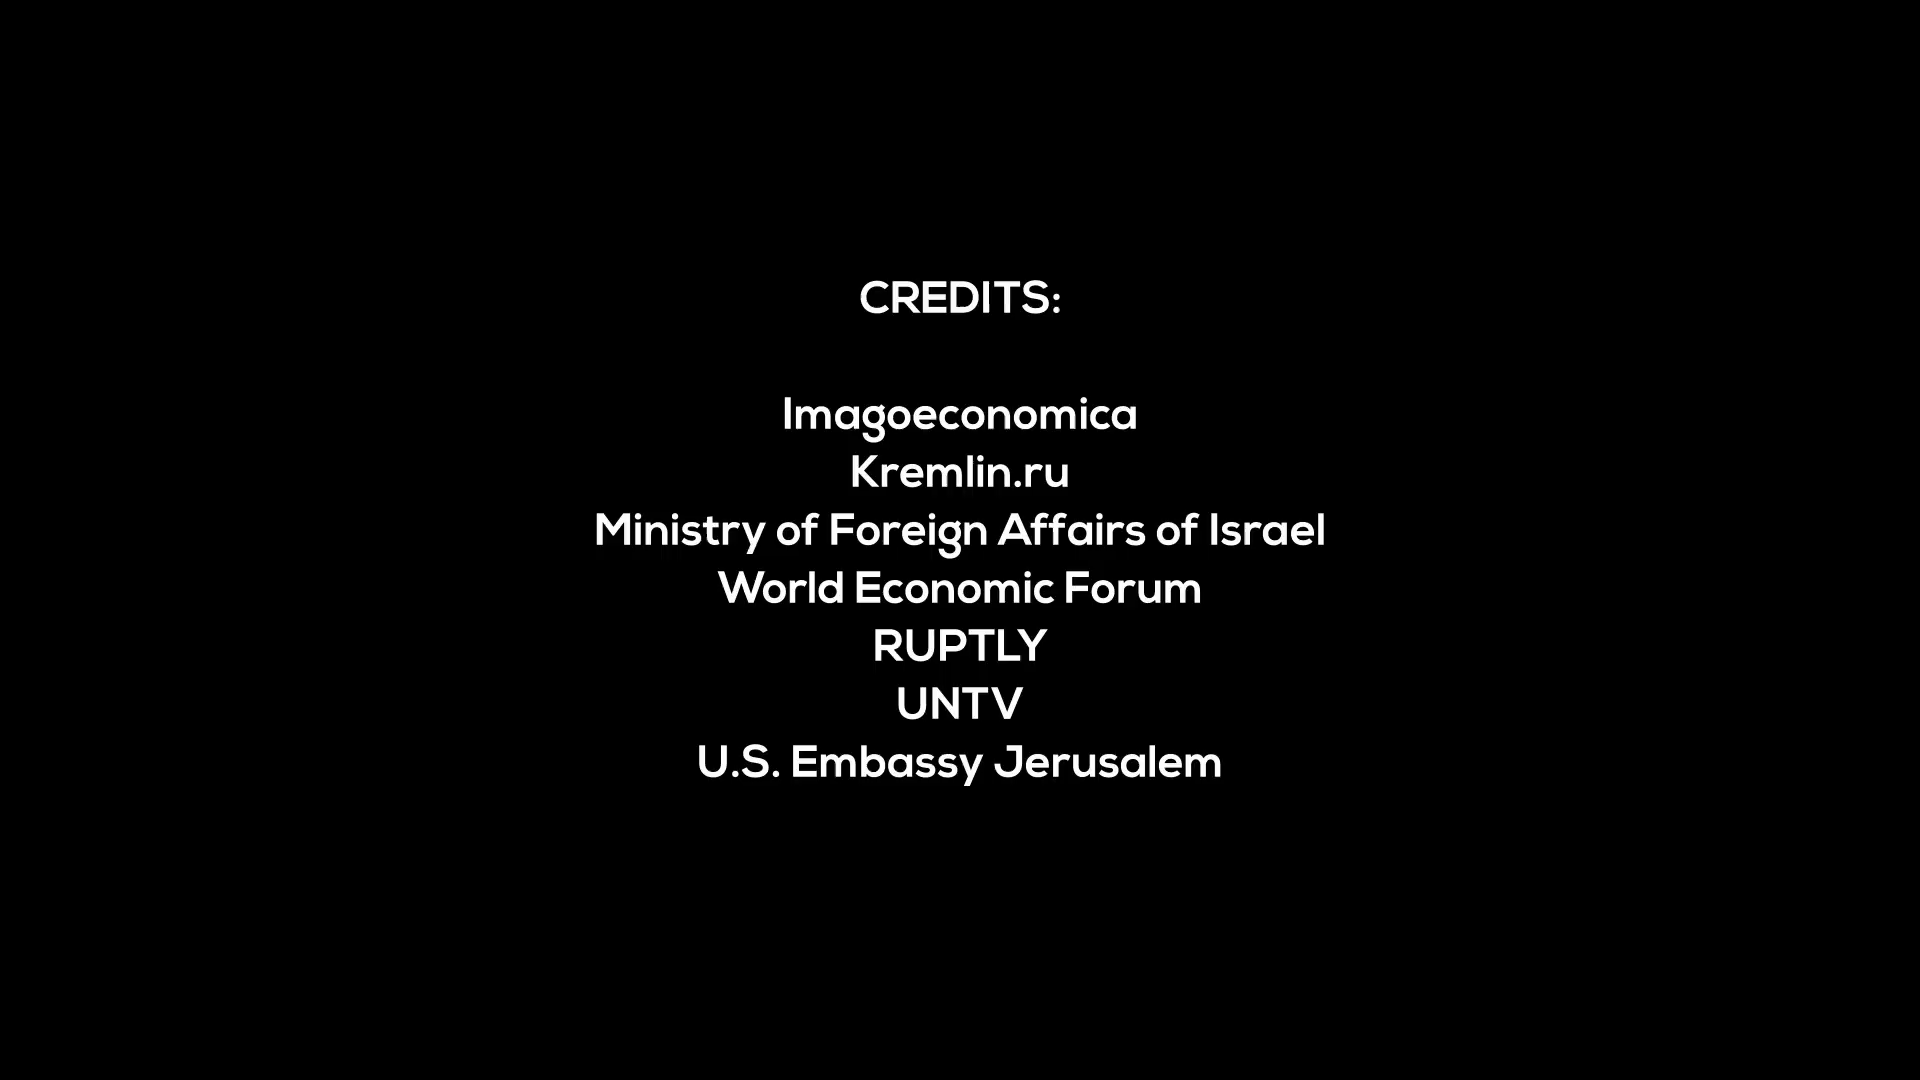 CREDITS:
Imagoeconomica
Kremlin.ru
Ministry of Foreign Affairs of Israel
World Economic Forum
RUPTLY
UNTV
U.S. Embassy Jerusalem